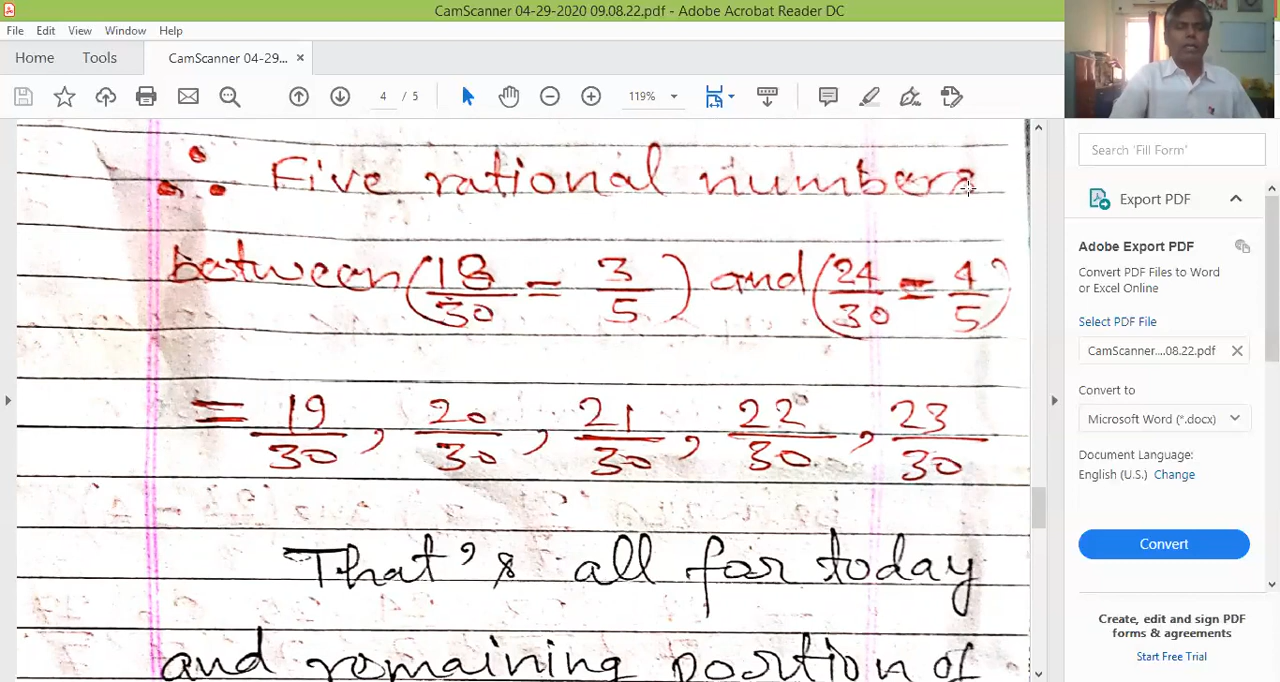 CamScanner 04-29-2020 09.08.22.pdf - Adobe Acrobat Reader DC
File Edit View Window Help
Home Tools CamScanner 04-29... ×
4 / 5 119%
∴ Five rational numbers
between (18/30 = 3/5) and (24/30 = 4/5)
= 19/30, 20/30, 21/30, 22/30, 23/30
That's all for today
and remaining portion of
Search 'Fill Form'
Export PDF
Adobe Export PDF
Convert PDF Files to Word
or Excel Online
Select PDF File
CamScanner....08.22.pdf ×
Convert to
Microsoft Word (*.docx)
Document Language:
English (U.S.) Change
Convert
Create, edit and sign PDF
forms & agreements
Start Free Trial